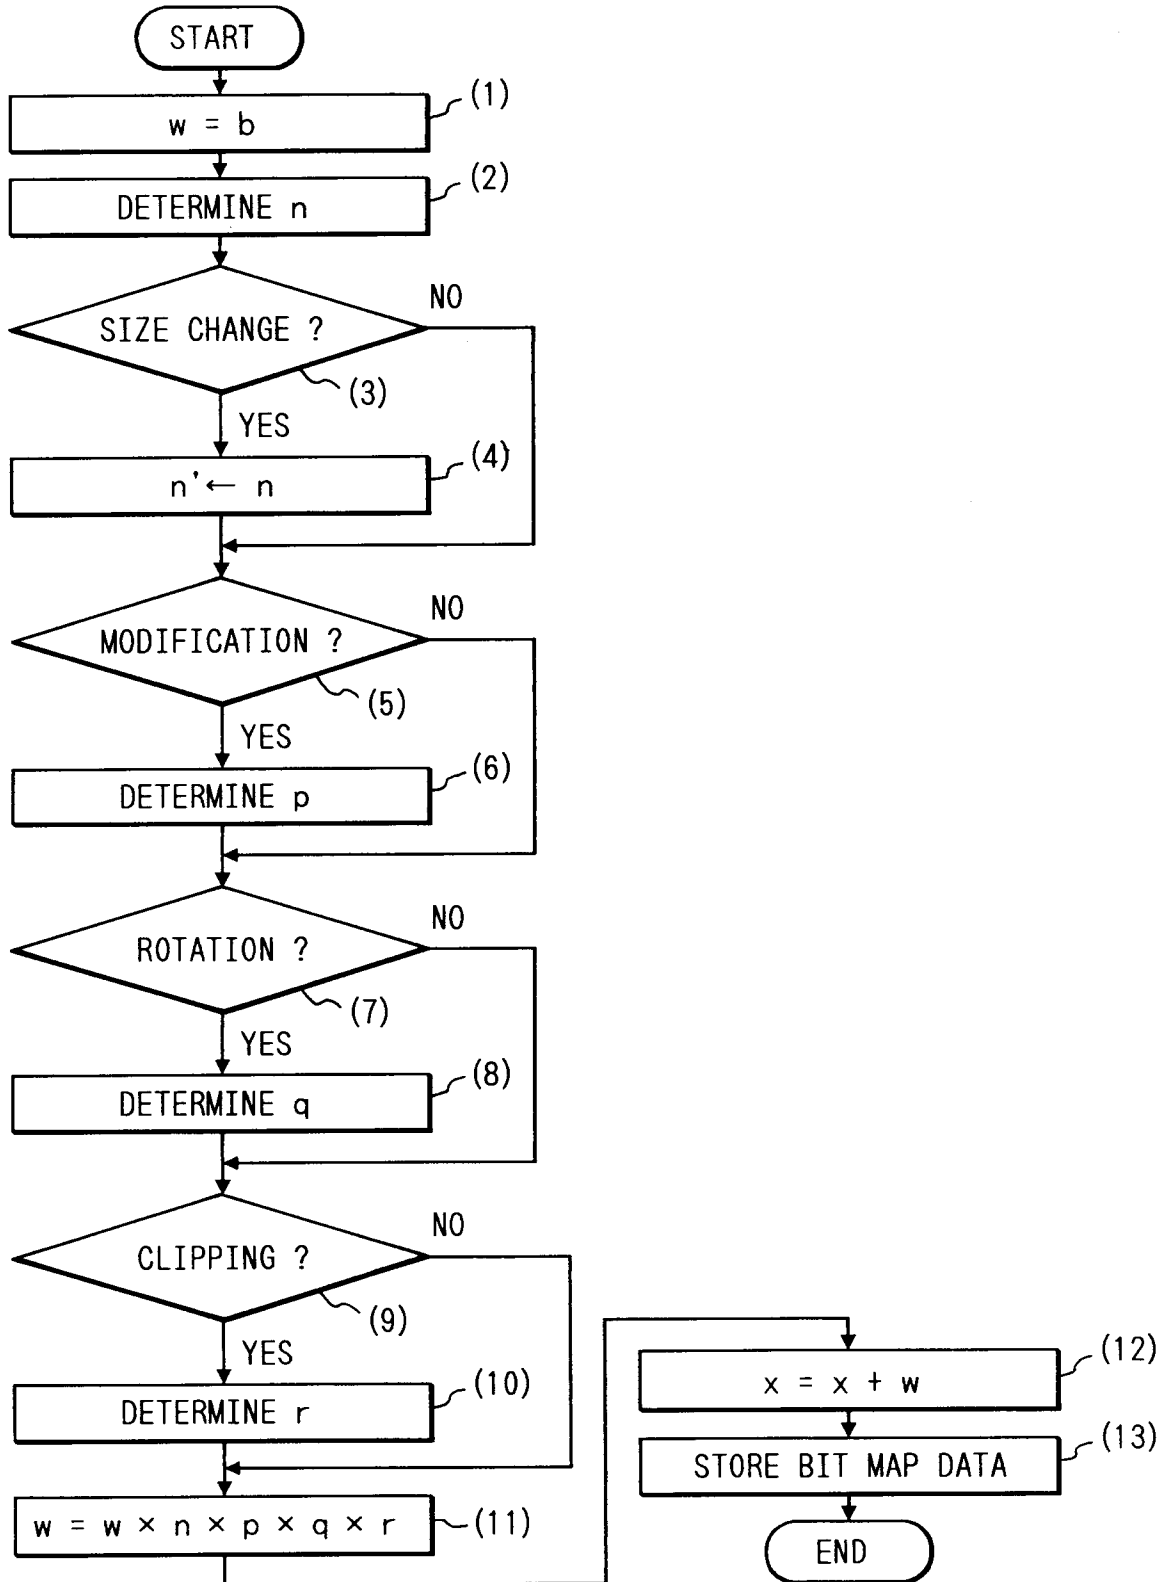 START
(1)
w = b
(2)
DETERMINE n
NO
SIZE CHANGE ?
(3)
YES
(4)
n' ← n
NO
MODIFICATION ?
(5)
YES
(6)
DETERMINE p
NO
ROTATION ?
(7)
YES
(8)
DETERMINE q
NO
CLIPPING ?
(9)
YES
(10)
DETERMINE r
w = w × n × p × q × r
(11)
(12)
x = x + w
(13)
STORE BIT MAP DATA
END